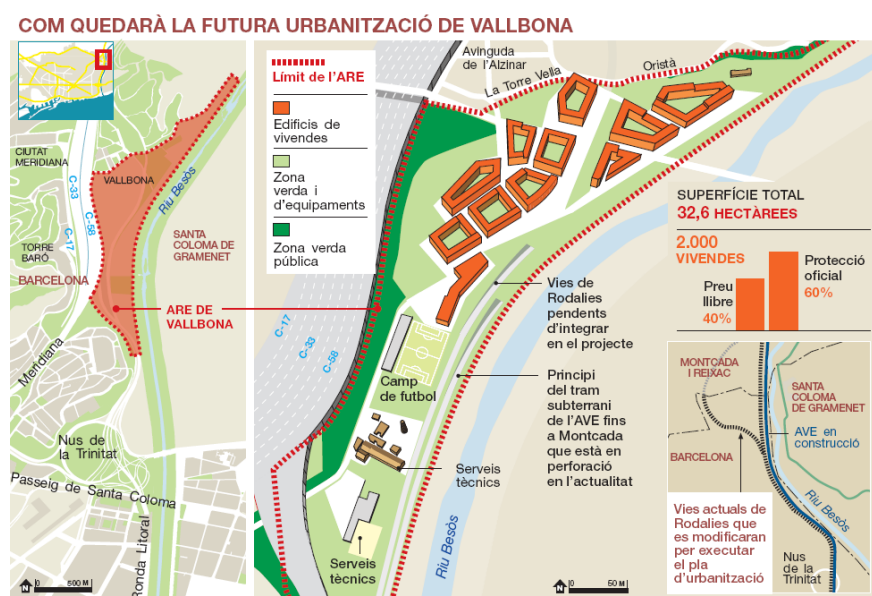 COM QUEDARÀ LA FUTURA URBANITZACIÓ DE VALLBONA
CIUTAT
MERIDIANA
VALLBONA
C-33
C-58
C-17
Riu Besòs
TORRE
BARÓ
SANTA
COLOMA DE
GRAMENET
BARCELONA
ARE DE
VALLBONA
Meridiana
Nus de
la Trinitat
Passeig de Santa Coloma
Ronda Litoral
N
0 500 M
Límit de l'ARE
Edificis de
vivendes
Zona
verda i
d'equipaments
Zona verda
pública
Avinguda
de l'Alzinar
La Torre Vella
Oristà
C-17
C-33
C-58
Camp
de futbol
Serveis
tècnics
Serveis
tècnics
Riu Besòs
Vies de
Rodalies
pendents
d'integrar
en el projecte
Principi
del tram
subterrani
de l'AVE fins
a Montcada
que està en
perforació
en l'actualitat
N
0 50 M
SUPERFÍCIE TOTAL
32,6 HECTÀREES
2.000
VIVENDES
Preu
llibre
40%
Protecció
oficial
60%
MONTCADA
I REIXAC
SANTA
COLOMA
DE GRAMENET
AVE en
construcció
BARCELONA
Riu Besòs
Vies actuals de
Rodalies que
es modificaran
per executar
el pla
d'urbanització
Nus de
la Trinitat